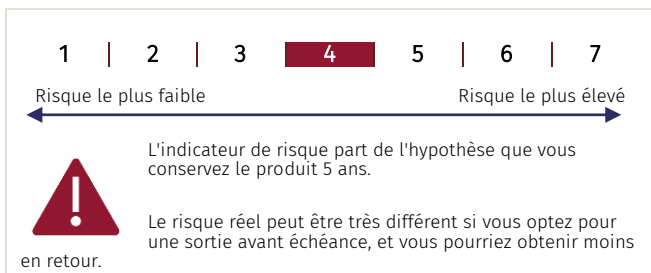 1 | 2 | 3 | 4 | 5 | 6 | 7
Risque le plus faible Risque le plus élevé
L'indicateur de risque part de l'hypothèse que vous
conservez le produit 5 ans.
Le risque réel peut être très différent si vous optez pour
une sortie avant échéance, et vous pourriez obtenir moins
en retour.